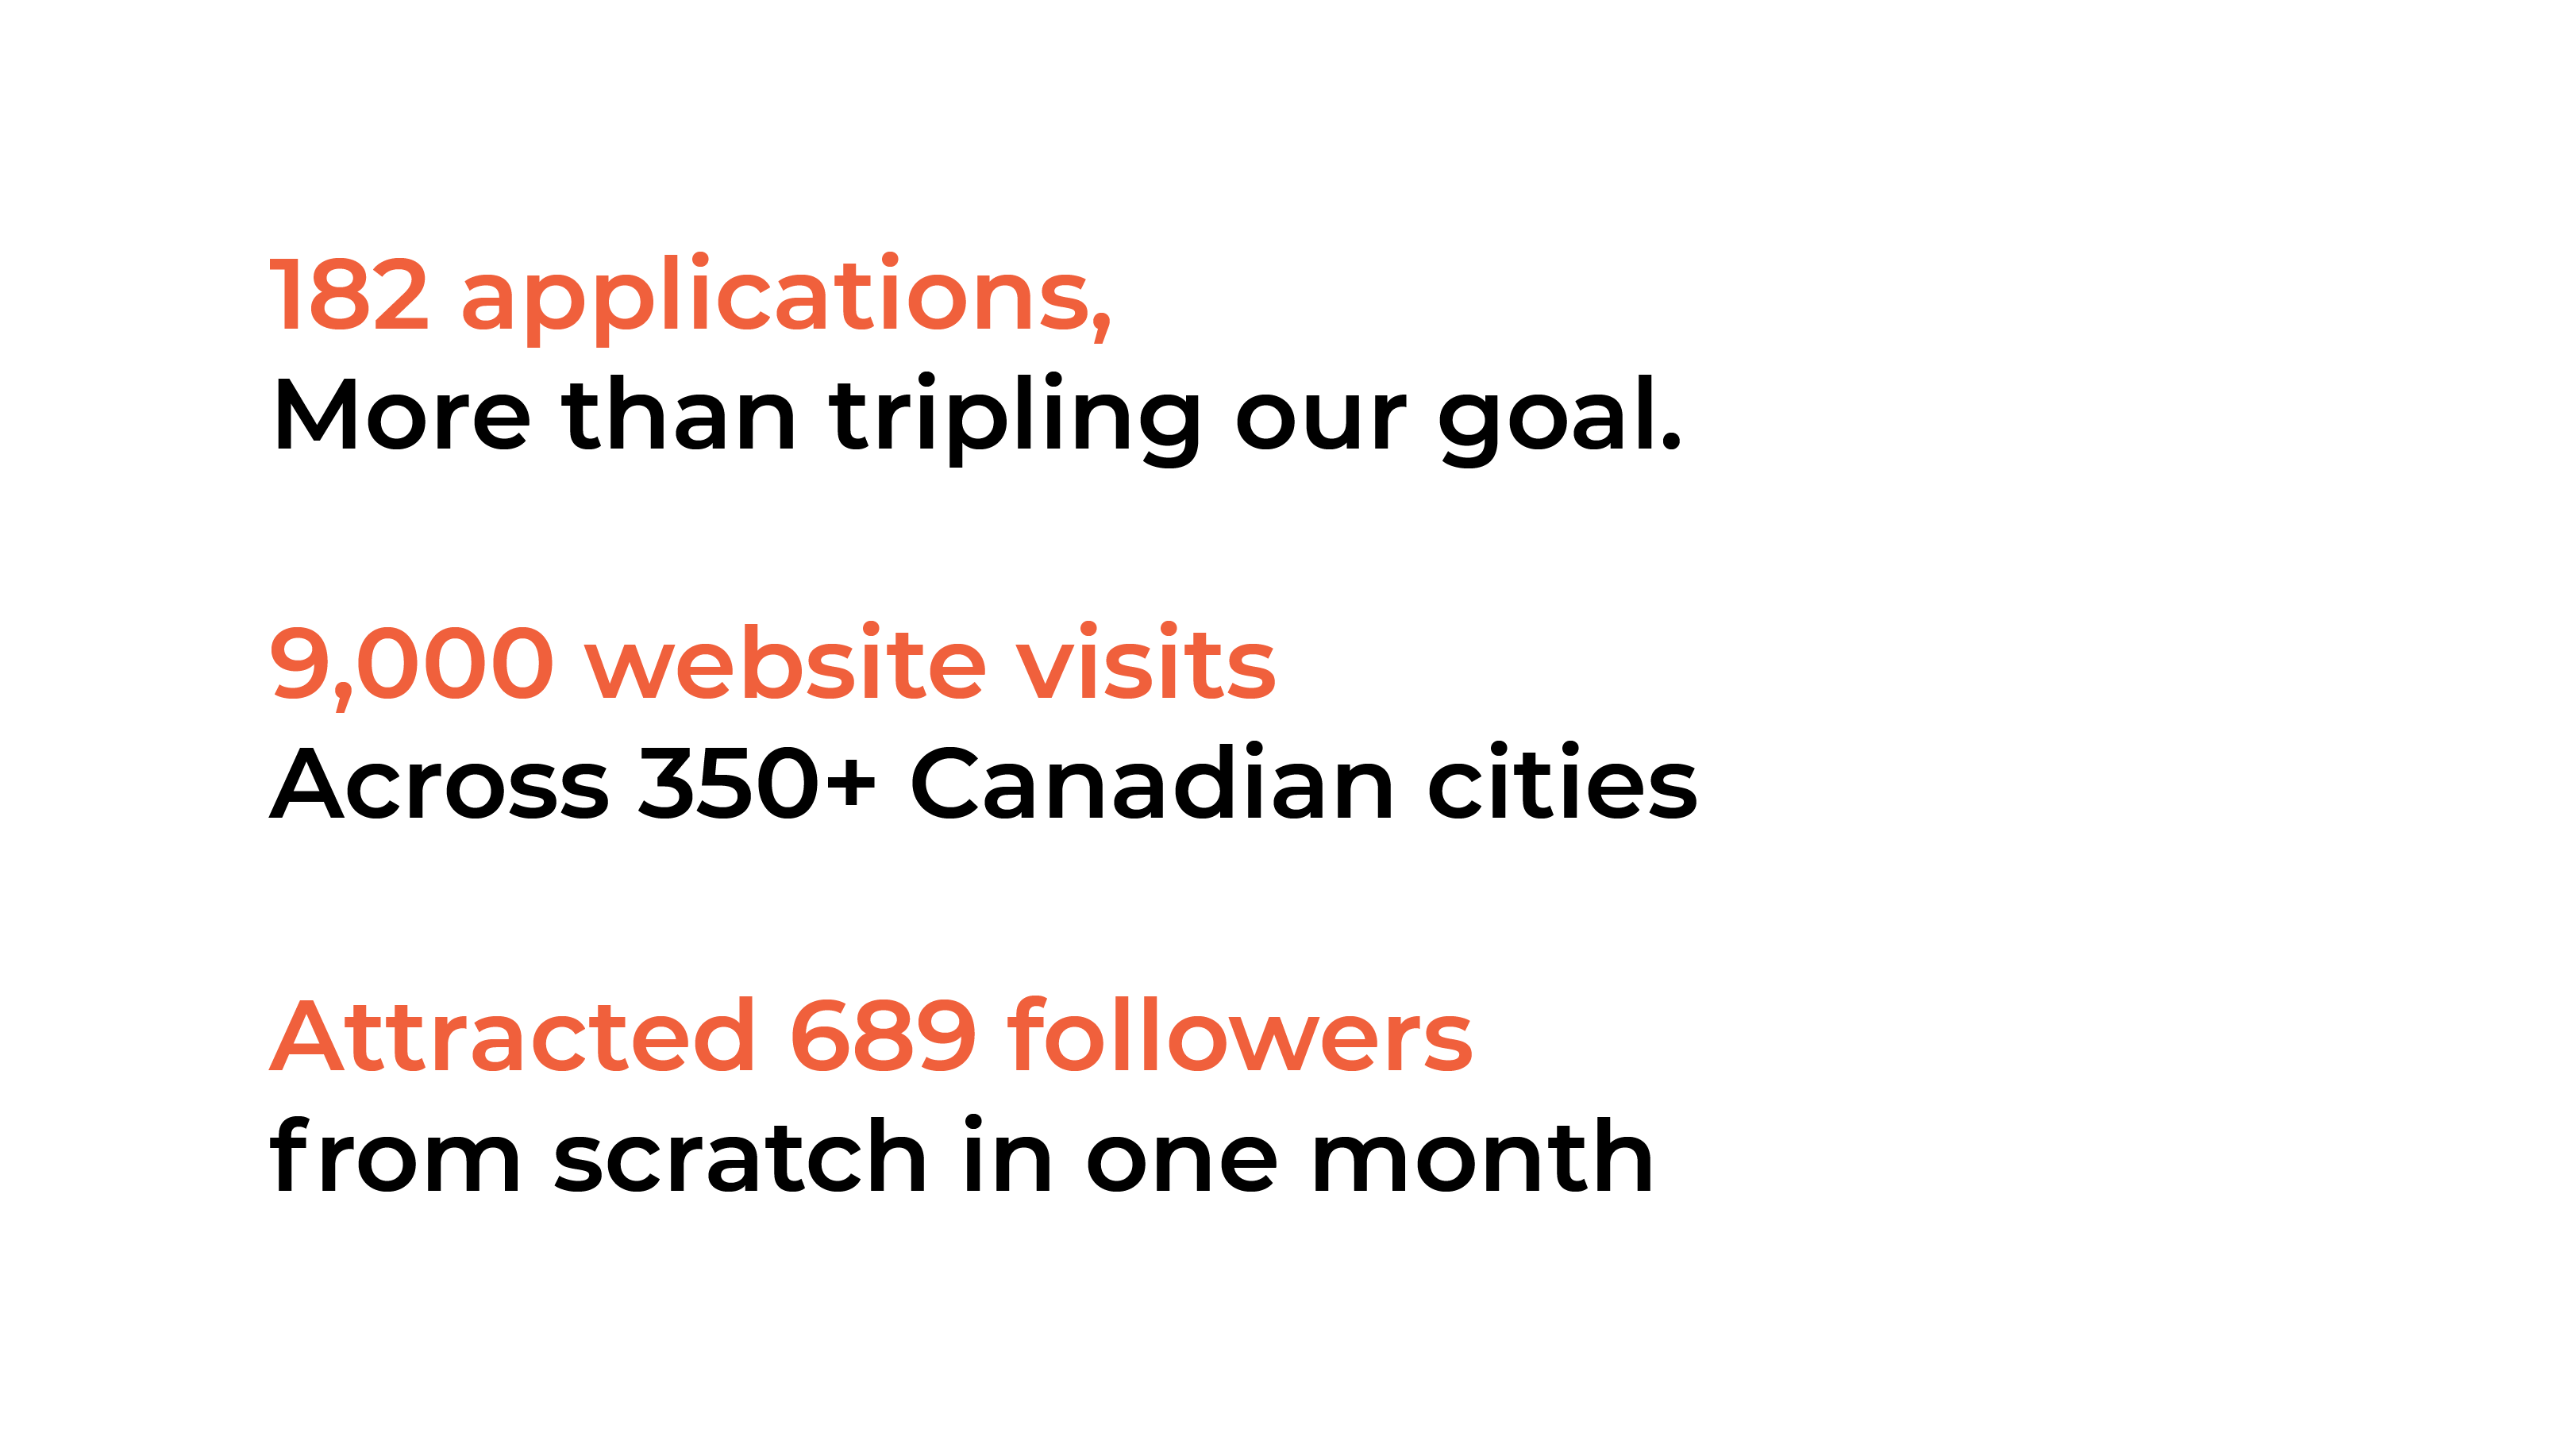 182 applications,
More than tripling our goal.
9,000 website visits
Across 350+ Canadian cities
Attracted 689 followers
from scratch in one month